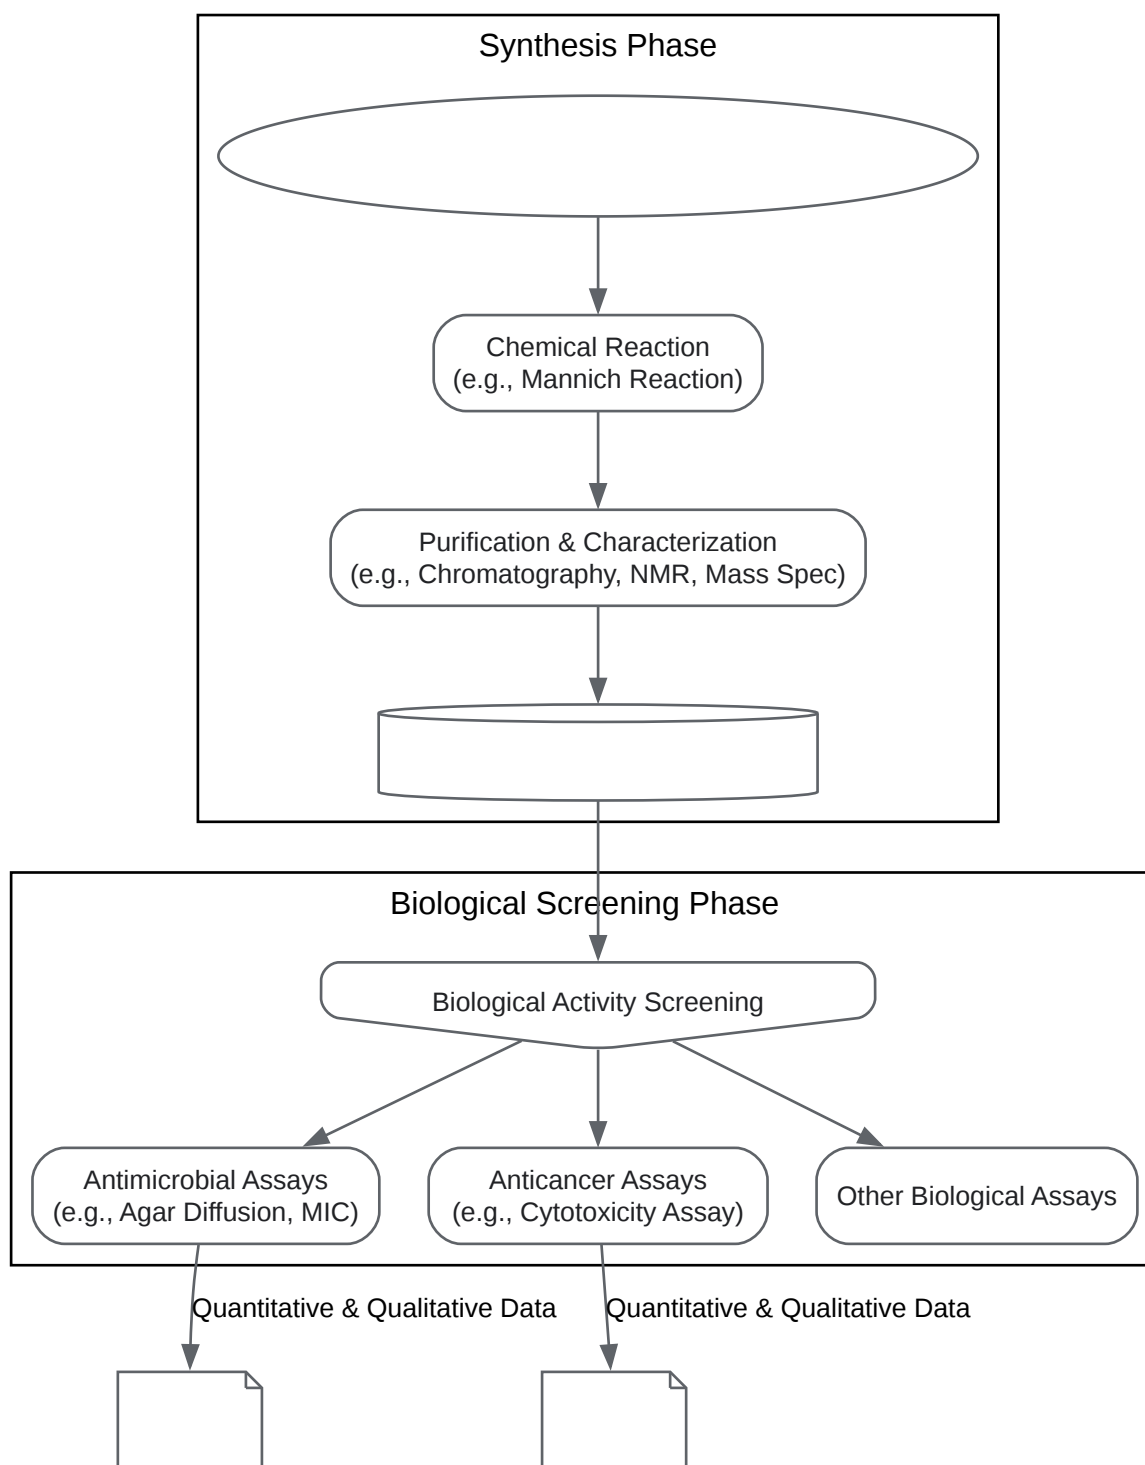 Synthesis Phase
Chemical Reaction
(e.g., Mannich Reaction)
Purification & Characterization
(e.g., Chromatography, NMR, Mass Spec)
Biological Screening Phase
Biological Activity Screening
Antimicrobial Assays
(e.g., Agar Diffusion, MIC)
Anticancer Assays
(e.g., Cytotoxicity Assay)
Other Biological Assays
Quantitative & Qualitative Data
Quantitative & Qualitative Data